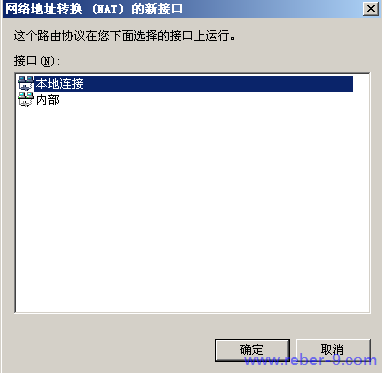 网络地址转换 (NAT) 的新接口
这个路由协议在您下面选择的接口上运行。
接口(N):
本地连接
内部
确定
取消
www.rober-9.com